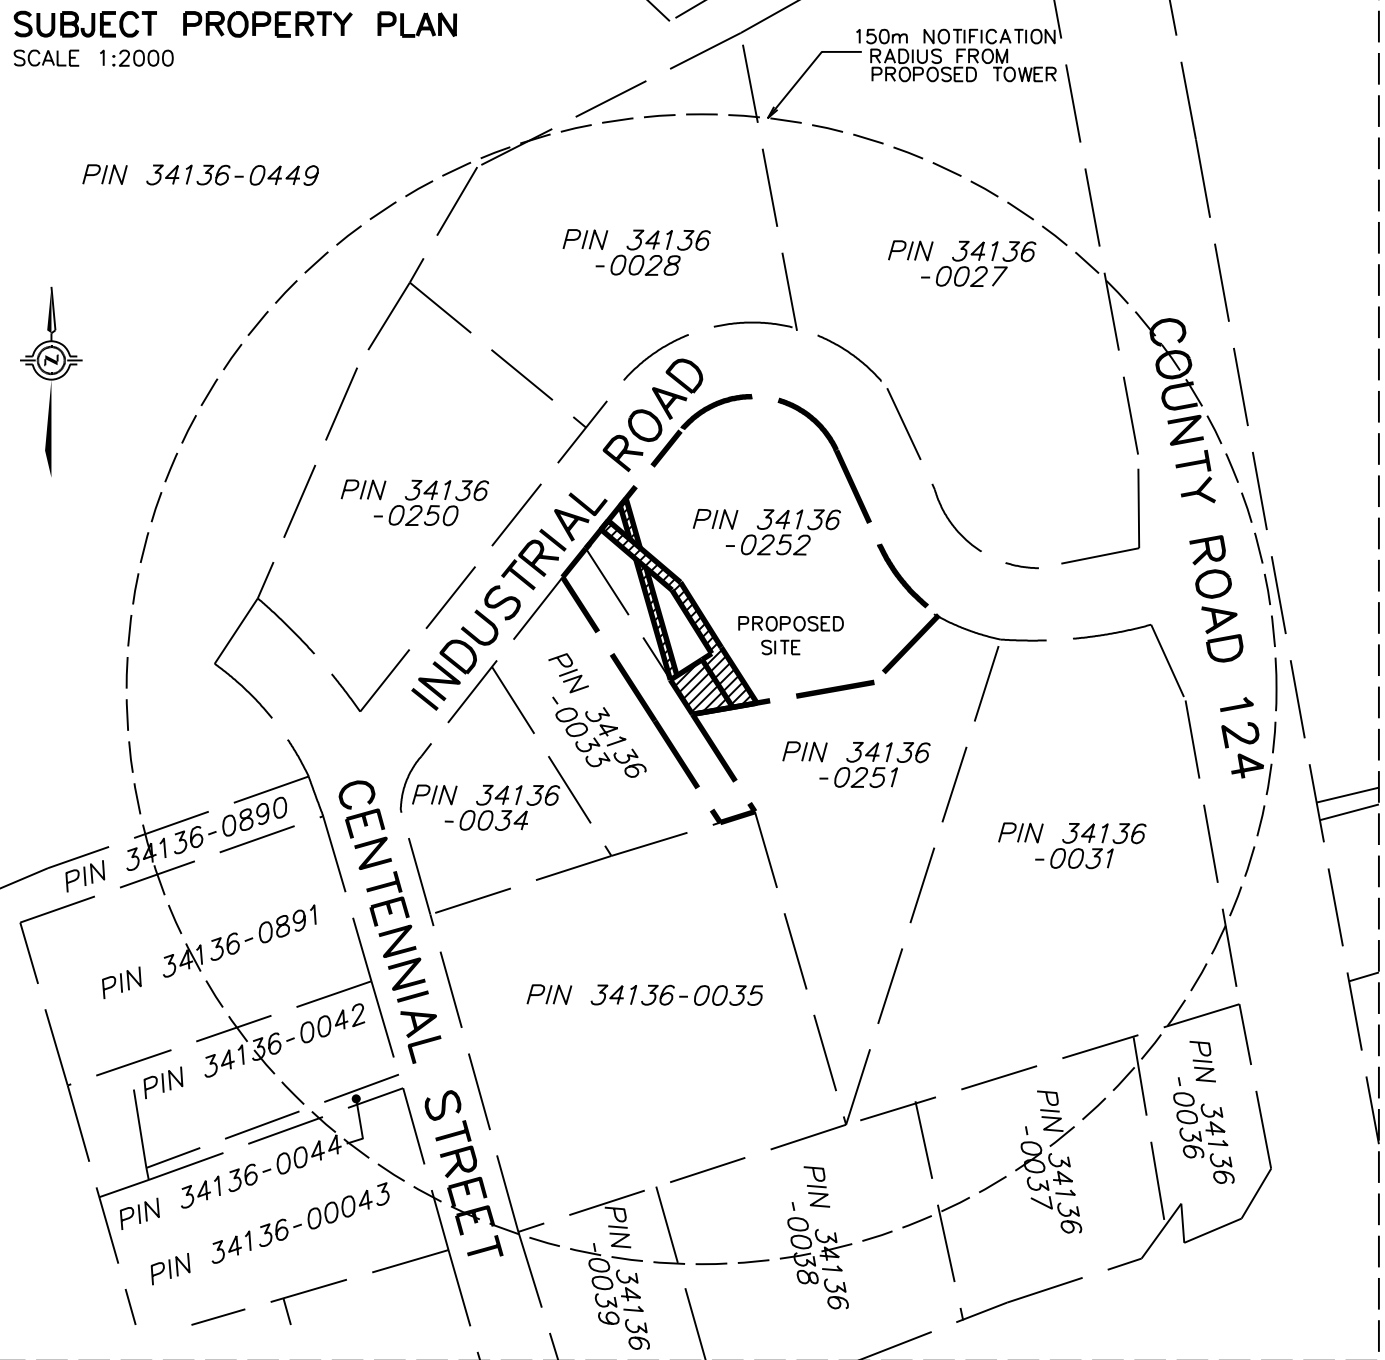 SUBJECT PROPERTY PLAN
SCALE 1:2000
150m NOTIFICATION
RADIUS FROM
PROPOSED TOWER
PIN 34136-0449
PIN 34136
-0028
PIN 34136
-0027
N
COUNTY ROAD 124
INDUSTRIAL ROAD
PIN 34136
-0250
PIN 34136
-0252
PROPOSED
SITE
PIN 34136
-0033
PIN 34136
-0251
PIN 34136
-0034
PIN 34136
-0031
CENTENNIAL STREET
PIN 34136-0890
PIN 34136-0891
PIN 34136-0035
PIN 34136-0042
PIN 34136-0044
PIN 34136-00043
PIN 34136
-0036
PIN 34136
-0037
PIN 34136
-0038
PIN 34136
-0039